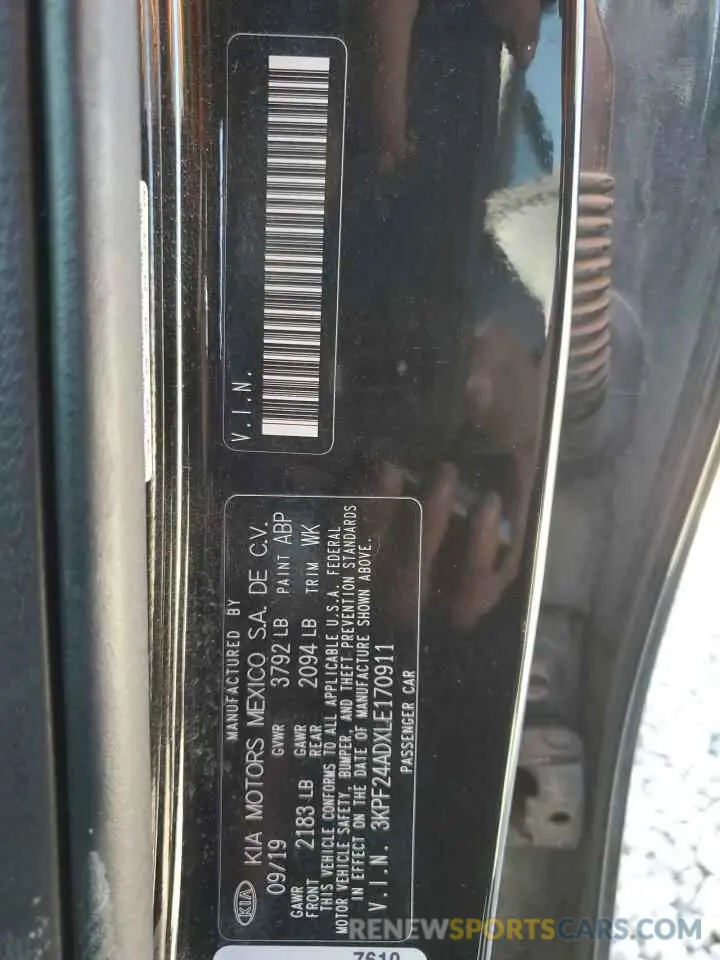 V.I.N.
MANUFACTURED BY
KIA KIA MOTORS MEXICO S.A. DE C.V.
09/19 GVWR 3792 LB PAINT ABP
GAWR FRONT 2183 LB GAWR REAR 2094 LB TRIM WK
THIS VEHICLE CONFORMS TO ALL APPLICABLE U.S.A. FEDERAL
MOTOR VEHICLE SAFETY, BUMPER, AND THEFT PREVENTION STANDARDS
IN EFFECT ON THE DATE OF MANUFACTURE SHOWN ABOVE.
V.I.N. 3KPF24ADXLE170911
PASSENGER CAR
7610
RENEWSPORTSCARS.COM